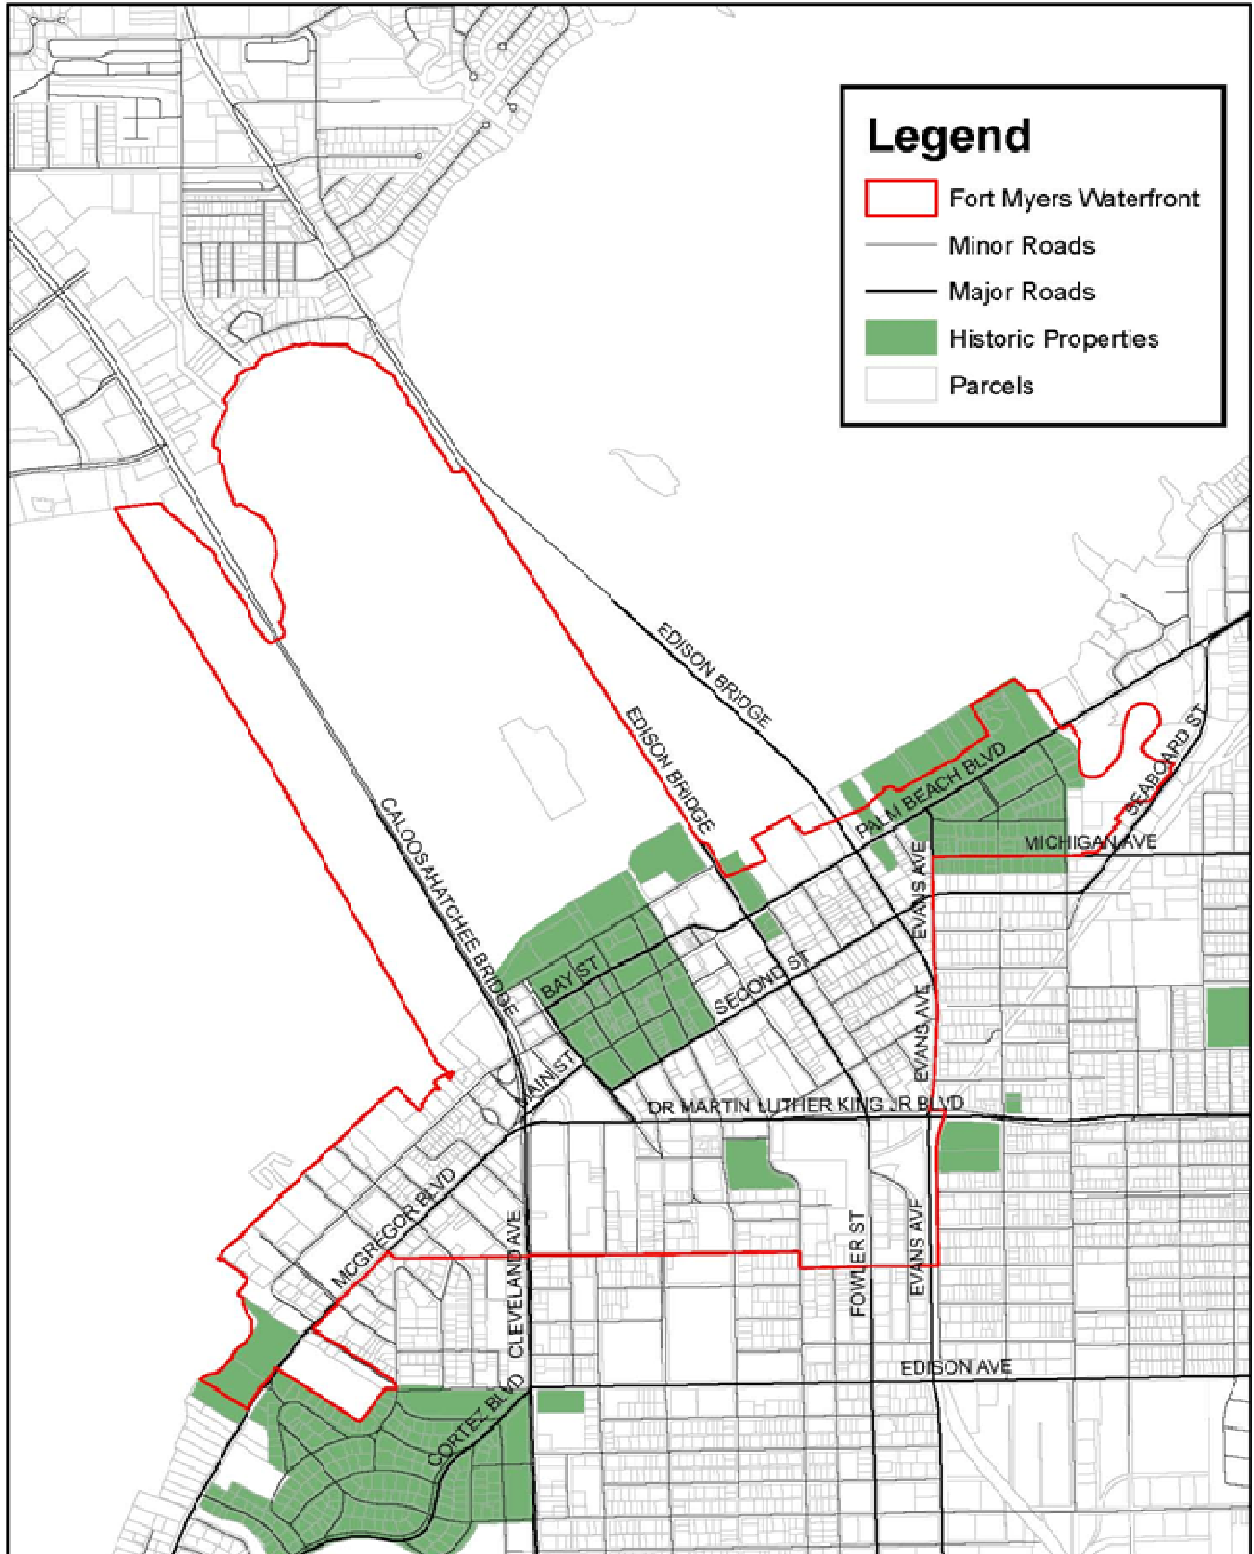 Legend
Fort Myers Waterfront
Minor Roads
Major Roads
Historic Properties
Parcels
EDISON BRIDGE
EDISON BRIDGE
CALOOSAHATCHEE BRIDGE
PALM BEACH BLVD
SEABOARD ST
MICHIGAN AVE
EVANS AVE
BAY ST
SECOND ST
EVANS AVE
MAIN ST
DR MARTIN LUTHER KING JR BLVD
MCGREGOR BLVD
CLEVELAND AVE
FOWLER ST
EVANS AVE
EDISON AVE
CORTEZ BLVD